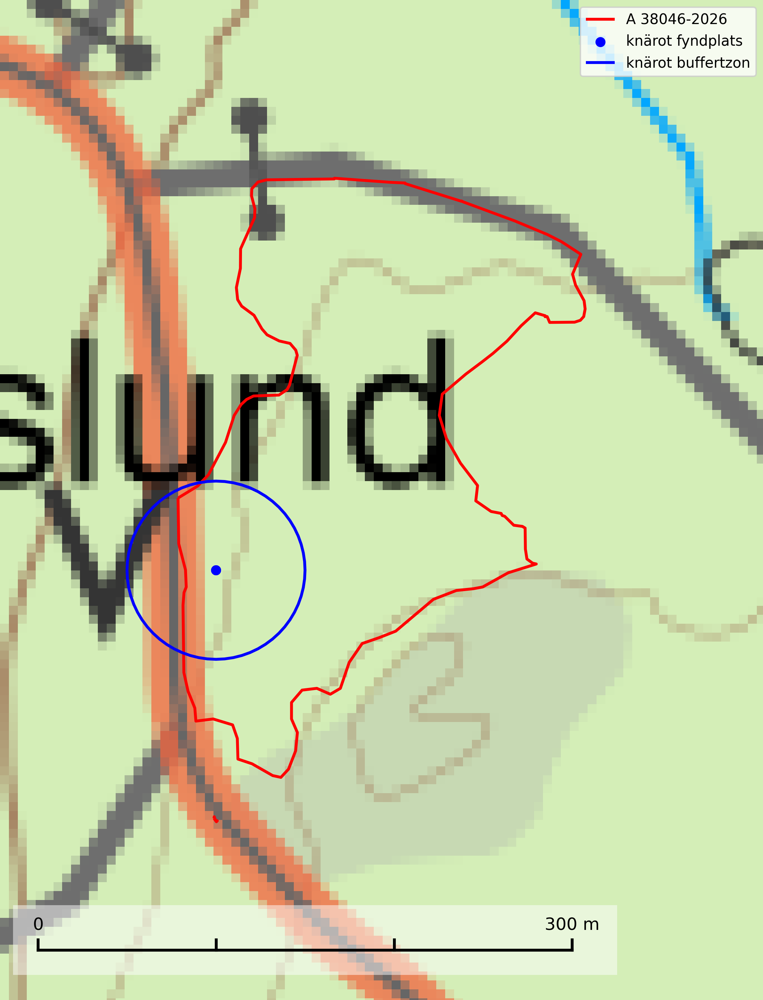 A 38046-2026
knärot fyndplats
knärot buffertzon
slund
0 300 m